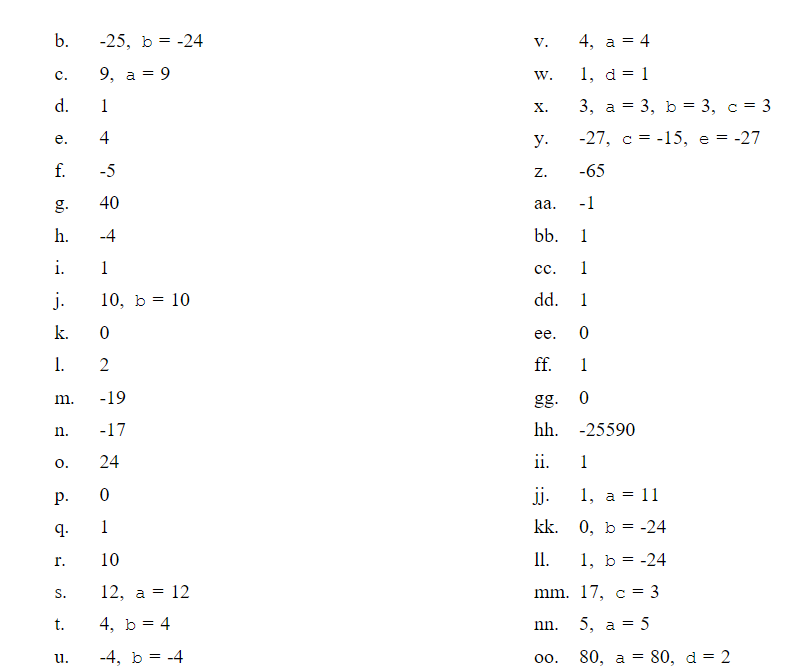 b. -25, b = -24
c. 9, a = 9
d. 1
e. 4
f. -5
g. 40
h. -4
i. 1
j. 10, b = 10
k. 0
l. 2
m. -19
n. -17
o. 24
p. 0
q. 1
r. 10
s. 12, a = 12
t. 4, b = 4
u. -4, b = -4
v. 4, a = 4
w. 1, d = 1
x. 3, a = 3, b = 3, c = 3
y. -27, c = -15, e = -27
z. -65
aa. -1
bb. 1
cc. 1
dd. 1
ee. 0
ff. 1
gg. 0
hh. -25590
ii. 1
jj. 1, a = 11
kk. 0, b = -24
ll. 1, b = -24
mm. 17, c = 3
nn. 5, a = 5
oo. 80, a = 80, d = 2